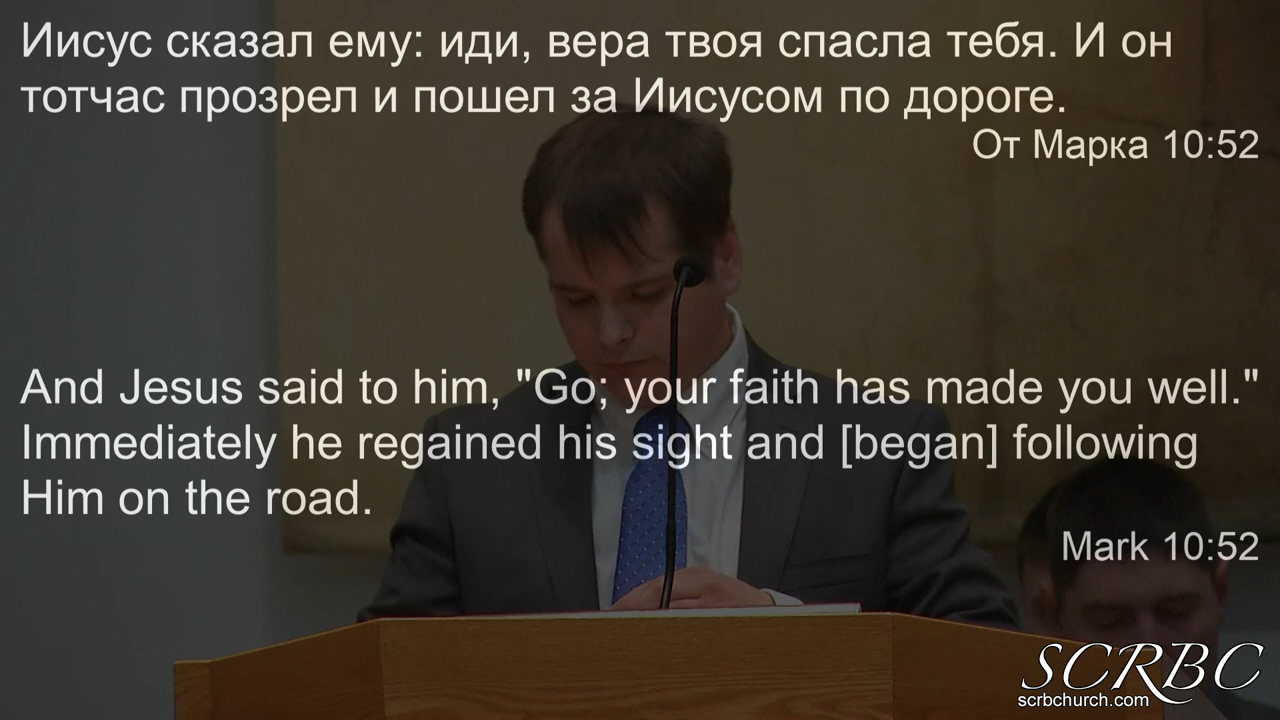 Иисус сказал ему: иди, вера твоя спасла тебя. И он
тотчас прозрел и пошел за Иисусом по дороге.
От Марка 10:52
And Jesus said to him, "Go; your faith has made you well."
Immediately he regained his sight and [began] following
Him on the road.
Mark 10:52
SCRBC
scrbchurch.com